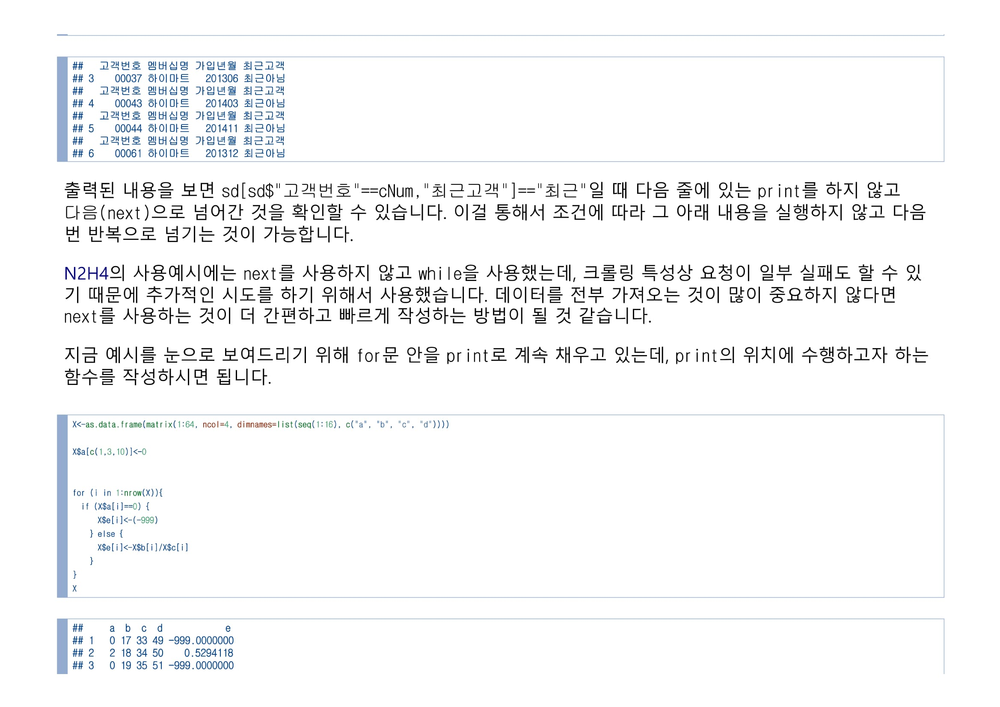 ##   고객번호 멤버십명 가입년월 최근고객
## 3    00037 하이마트   201306 최근아님
##   고객번호 멤버십명 가입년월 최근고객
## 4    00043 하이마트   201403 최근아님
##   고객번호 멤버십명 가입년월 최근고객
## 5    00044 하이마트   201411 최근아님
##   고객번호 멤버십명 가입년월 최근고객
## 6    00061 하이마트   201312 최근아님
출력된 내용을 보면 sd[sd$"고객번호"==cNum,"최근고객"]=="최근"일 때 다음 줄에 있는 print를 하지 않고
다음(next)으로 넘어간 것을 확인할 수 있습니다. 이걸 통해서 조건에 따라 그 아래 내용을 실행하지 않고 다음
번 반복으로 넘기는 것이 가능합니다.
N2H4의 사용예시에는 next를 사용하지 않고 while을 사용했는데, 크롤링 특성상 요청이 일부 실패도 할 수 있
기 때문에 추가적인 시도를 하기 위해서 사용했습니다. 데이터를 전부 가져오는 것이 많이 중요하지 않다면
next를 사용하는 것이 더 간편하고 빠르게 작성하는 방법이 될 것 같습니다.
지금 예시를 눈으로 보여드리기 위해 for문 안을 print로 계속 채우고 있는데, print의 위치에 수행하고자 하는
함수를 작성하시면 됩니다.
X<-as.data.frame(matrix(1:64, ncol=4, dimnames=list(seq(1:16), c("a", "b", "c", "d"))))
X$a[c(1,3,10)]<-0
for (i in 1:nrow(X)){
  if (X$a[i]==0) {
      X$e[i]<-(-999)
    } else {
      X$e[i]<-X$b[i]/X$c[i]
    }
}
X
##     a  b  c  d            e
## 1   0 17 33 49 -999.0000000
## 2   2 18 34 50    0.5294118
## 3   0 19 35 51 -999.0000000